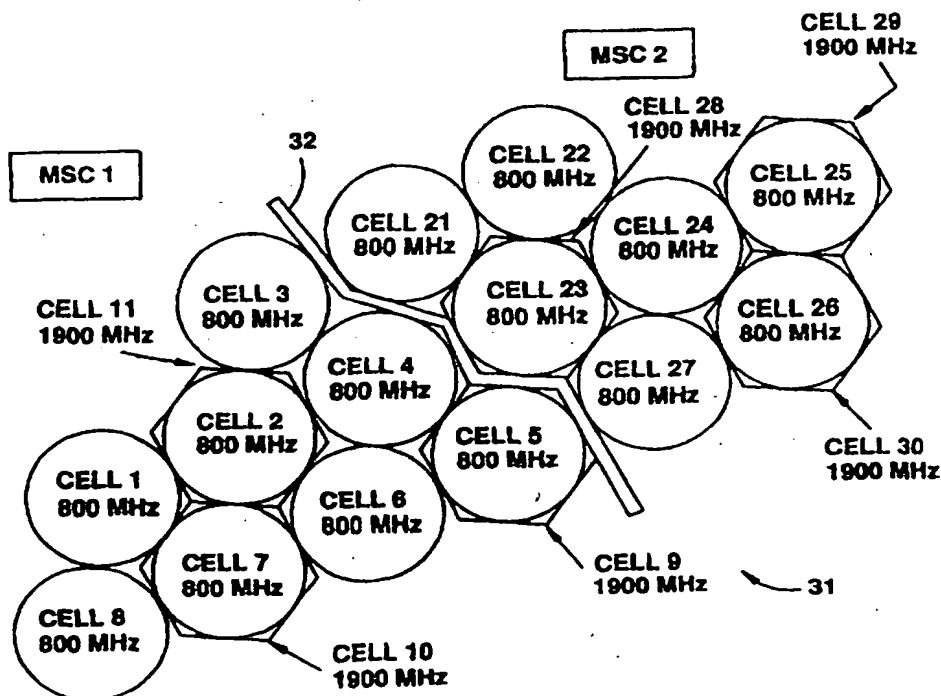 CELL 29
1900 MHz
MSC 2
CELL 28
1900 MHz
32
CELL 22
800 MHz
MSC 1
CELL 25
800 MHz
CELL 21
800 MHz
CELL 24
800 MHz
CELL 3
800 MHz
CELL 23
800 MHz
CELL 26
800 MHz
CELL 11
1900 MHz
CELL 4
800 MHz
CELL 27
800 MHz
CELL 2
800 MHz
CELL 5
800 MHz
CELL 30
1900 MHz
CELL 1
800 MHz
CELL 6
800 MHz
CELL 7
800 MHz
CELL 9
1900 MHz
31
CELL 8
800 MHz
CELL 10
1900 MHz